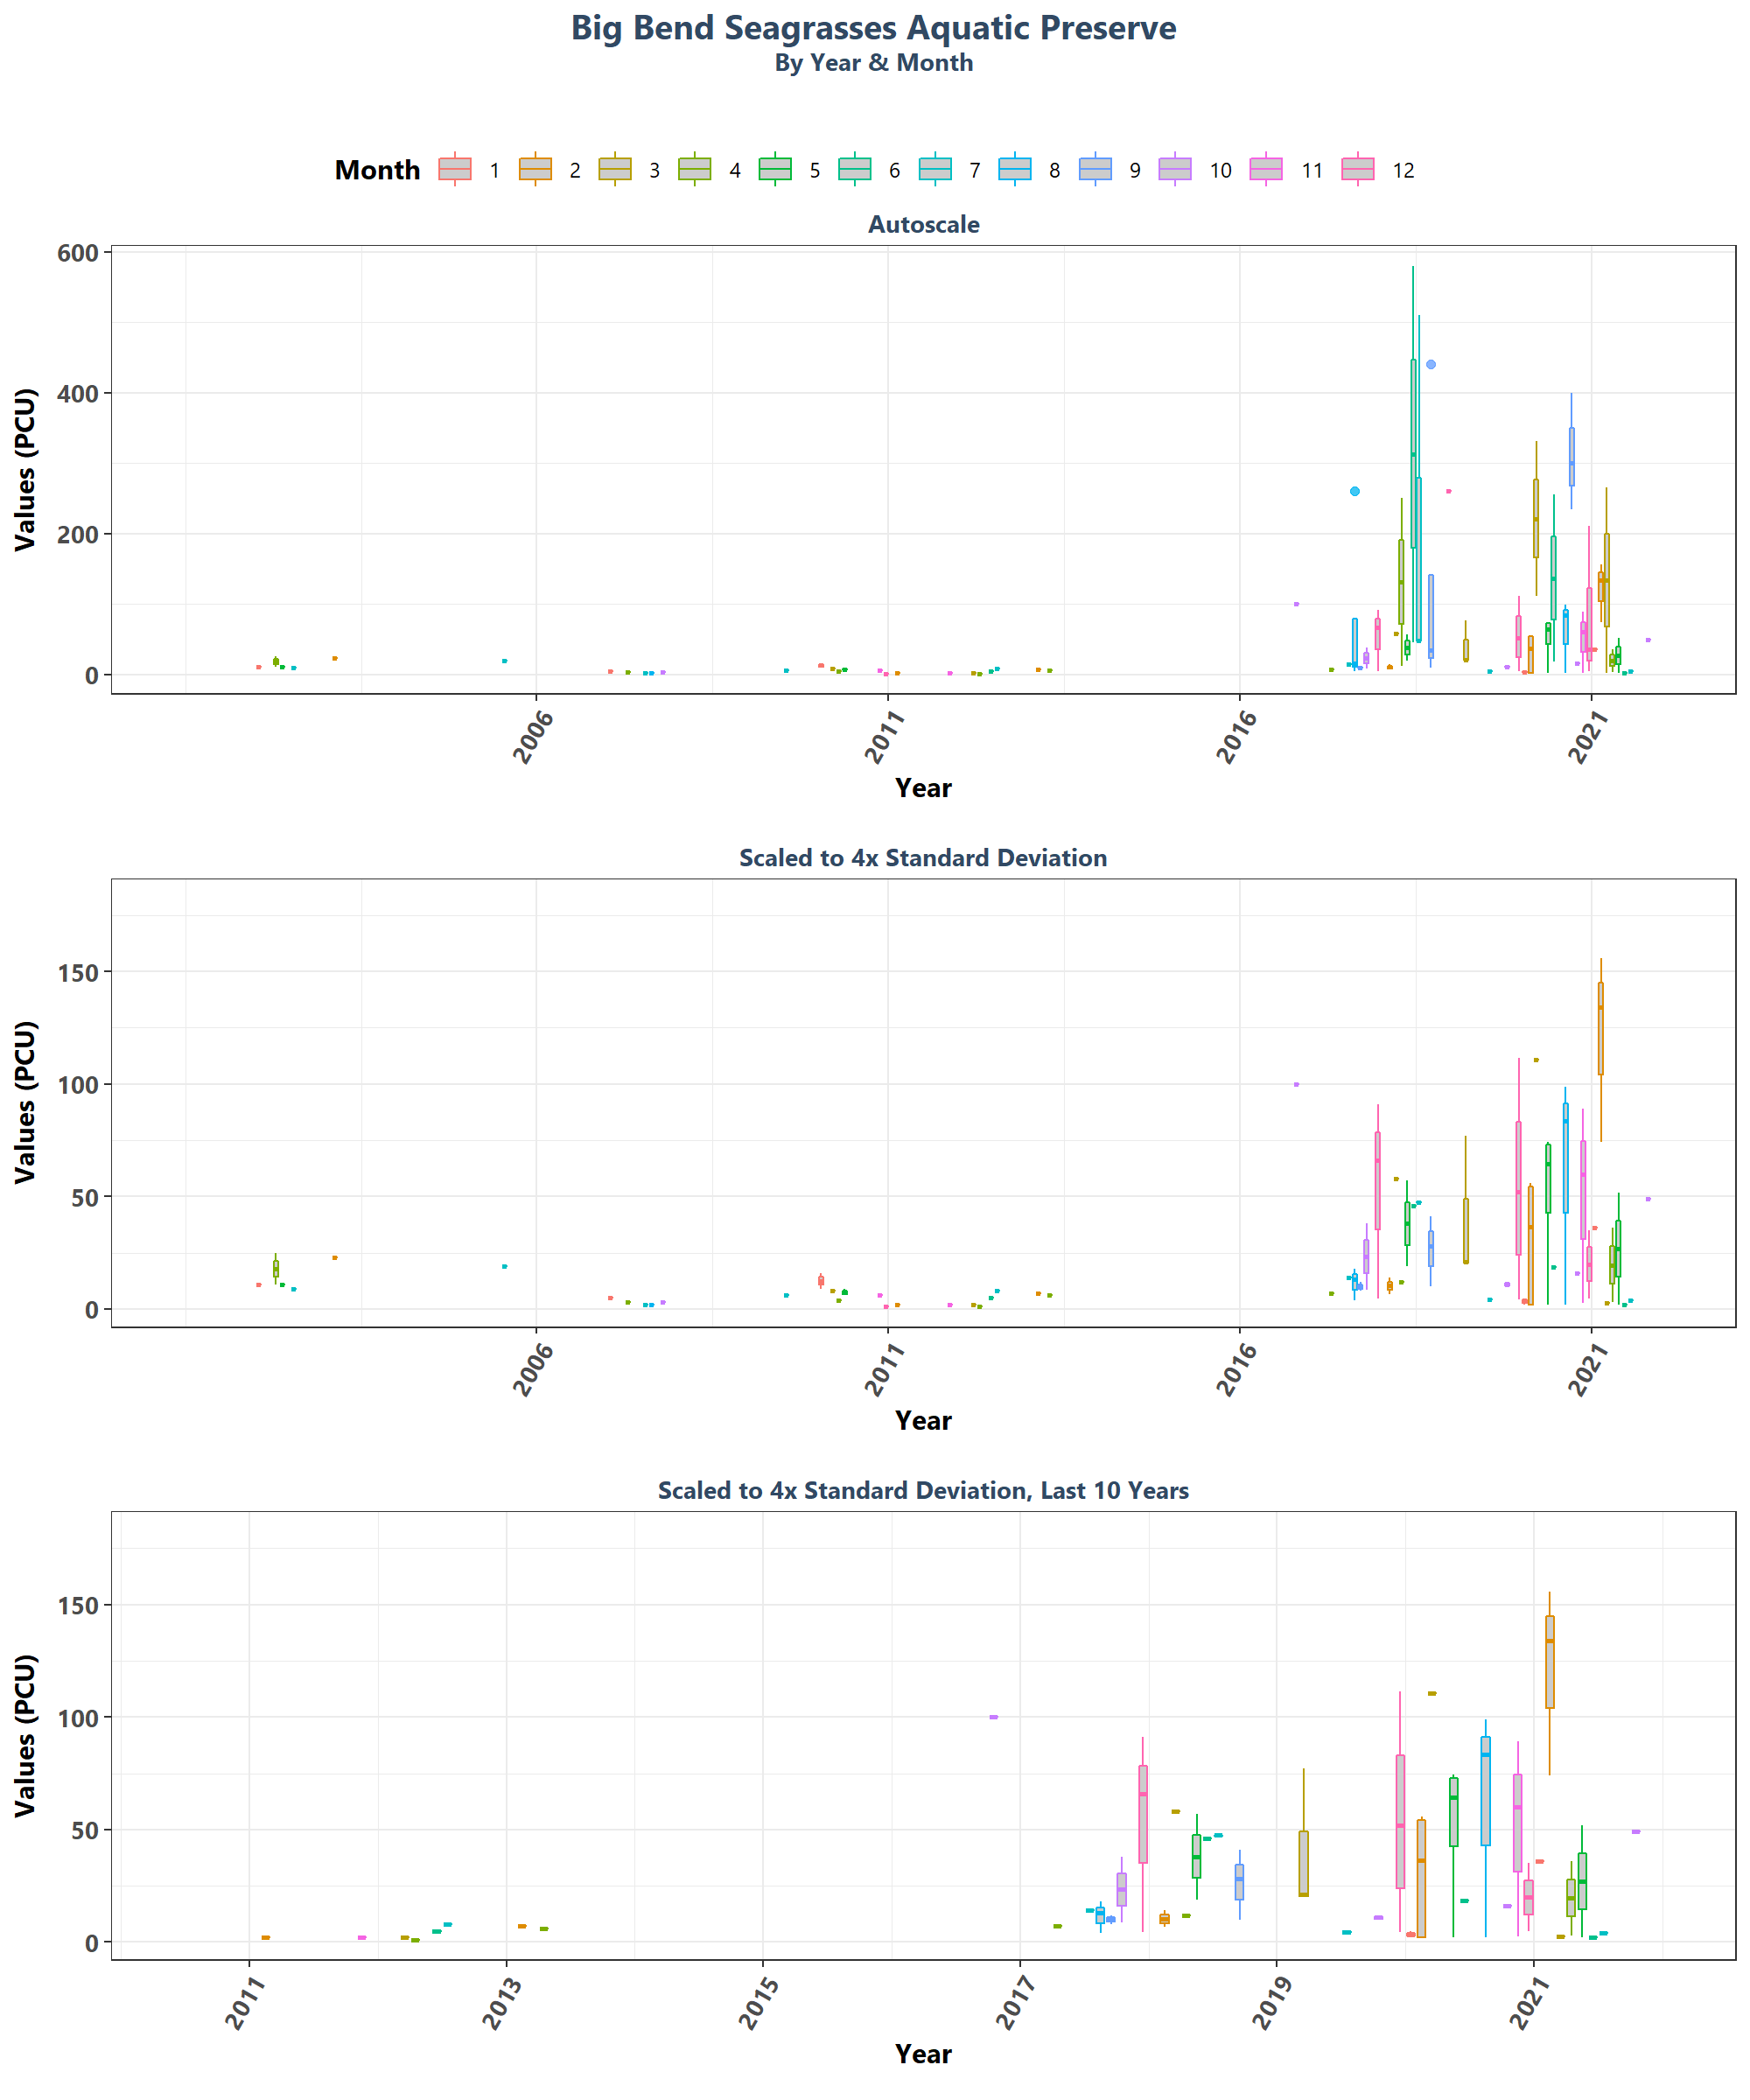 Big Bend Seagrasses Aquatic Preserve
By Year & Month
Month 1 2 3 4 5 6 7 8 9 10 11 12
Autoscale
600
400
200
0
Values (PCU)
2006 2011 2016 2021
Year
Scaled to 4x Standard Deviation
150
100
50
0
Values (PCU)
2006 2011 2016 2021
Year
Scaled to 4x Standard Deviation, Last 10 Years
150
100
50
0
Values (PCU)
2011 2013 2015 2017 2019 2021
Year